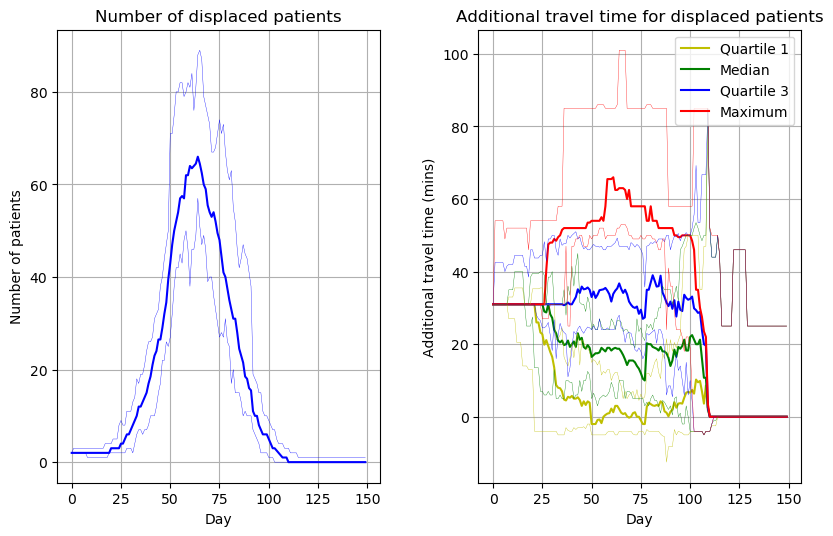 Number of displaced patients
Number of patients
80
60
40
20
0
0 25 50 75 100 125 150
Day
Additional travel time for displaced patients
Additional travel time (mins)
100
80
60
40
20
0
0 25 50 75 100 125 150
Day
Quartile 1
Median
Quartile 3
Maximum